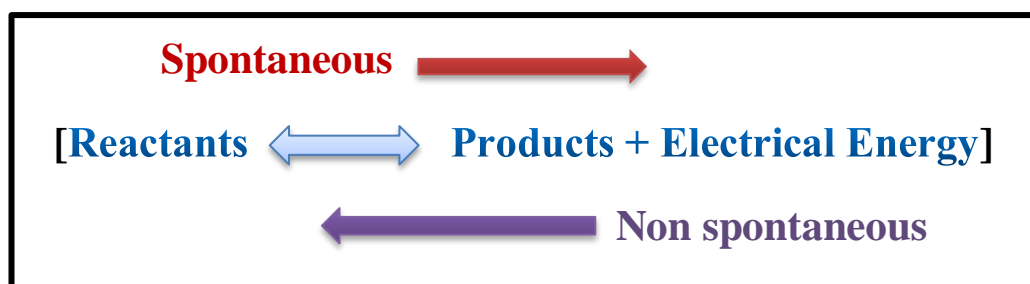 Spontaneous
[Reactants Products + Electrical Energy]
Non spontaneous